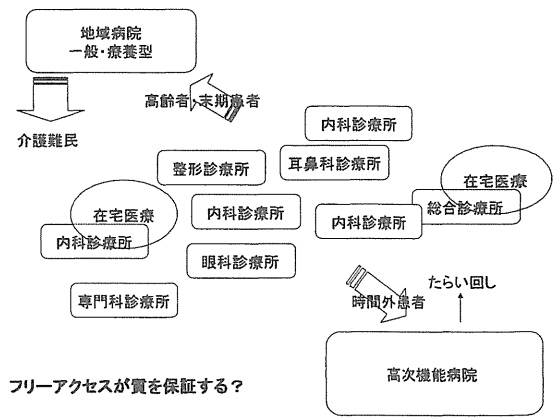 地域病院
一般・療養型
高齢者、末期患者
介護難民
内科診療所
耳鼻科診療所
整形診療所
在宅医療
総合診療所
在宅医療
内科診療所
内科診療所
内科診療所
眼科診療所
専門科診療所
時間外患者
たらい回し
高次機能病院
フリーアクセスが質を保証する？